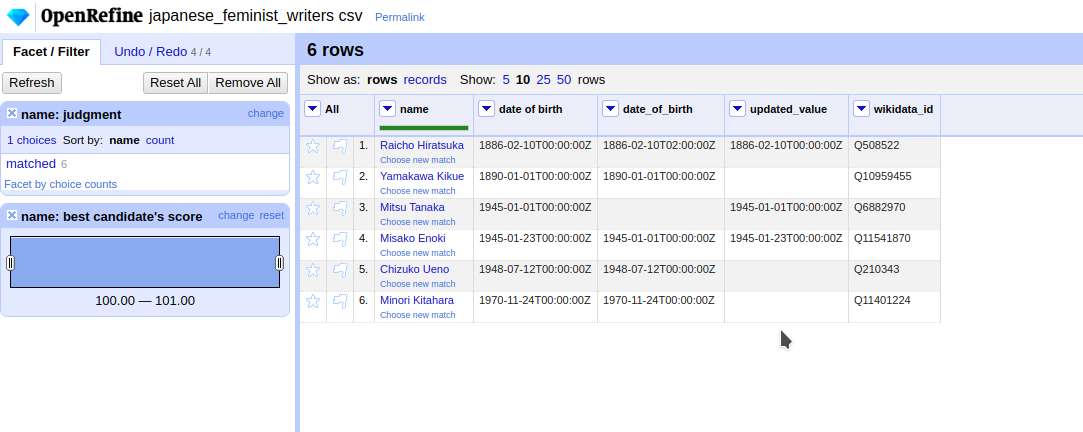 OpenRefine japanese_feminist_writers csv Permalink
Facet / Filter Undo / Redo 4 / 4
Refresh Reset All Remove All
name: judgment change
1 choices Sort by: name count
matched 6
Facet by choice counts
name: best candidate's score change reset
100.00 — 101.00
6 rows
Show as: rows records Show: 5 10 25 50 rows
All name date of birth date_of_birth updated_value wikidata_id
1. Raicho Hiratsuka 1886-02-10T00:00:00Z 1886-02-10T02:00:00Z 1886-02-10T00:00:00Z Q508522
Choose new match
2. Yamakawa Kikue 1890-01-01T00:00:00Z 1890-01-01T00:00:00Z Q10959455
Choose new match
3. Mitsu Tanaka 1945-01-01T00:00:00Z 1945-01-01T00:00:00Z Q6882970
Choose new match
4. Misako Enoki 1945-01-23T00:00:00Z 1945-01-01T00:00:00Z 1945-01-23T00:00:00Z Q11541870
Choose new match
5. Chizuko Ueno 1948-07-12T00:00:00Z 1948-07-12T00:00:00Z Q210343
Choose new match
6. Minori Kitahara 1970-11-24T00:00:00Z 1970-11-24T00:00:00Z Q11401224
Choose new match